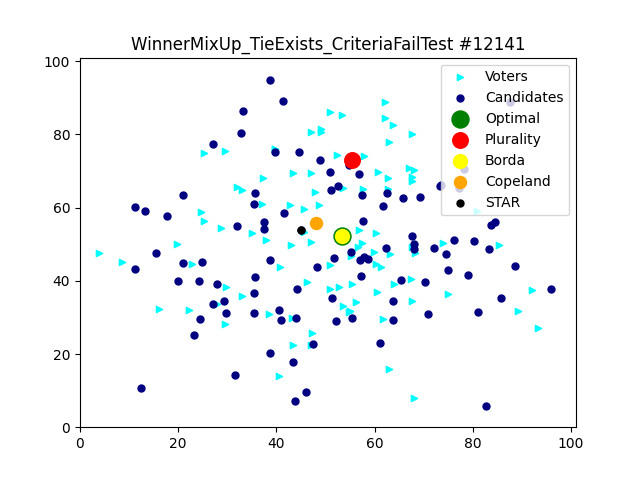 WinnerMixUp_TieExists_CriteriaFailTest #12141
100
80
60
40
20
0
0 20 40 60 80 100
Voters
Candidates
Optimal
Plurality
Borda
Copeland
STAR